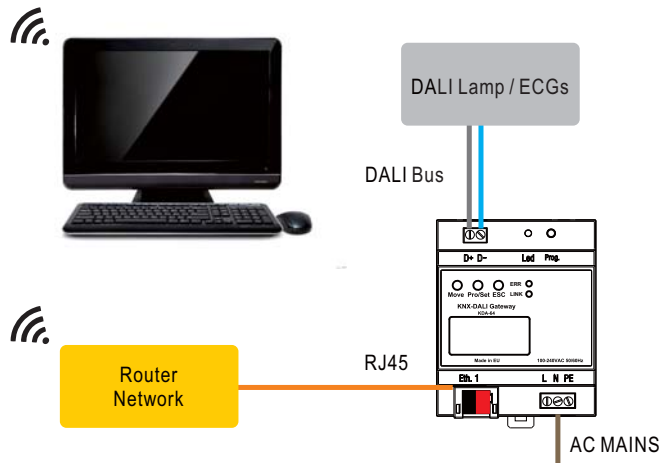 DALI Lamp / ECGs
DALI Bus
D+ D-
Led
Prog.
Move Pro/Set ESC
ERR
LINK
KNX-DALI Gateway
KDA-64
Made in EU
100-240VAC 50/60Hz
Eth. 1
L N PE
RJ45
Router
Network
AC MAINS